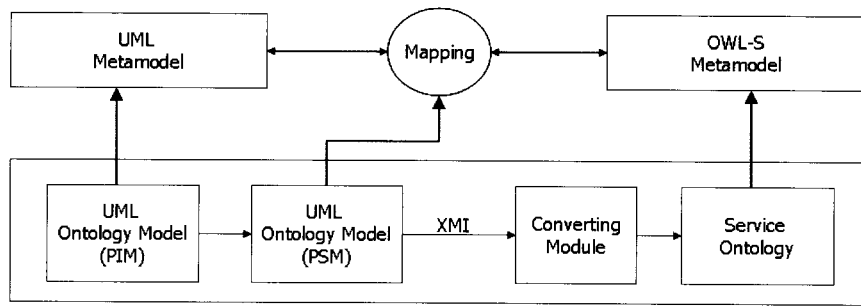 UML
Metamodel
Mapping
OWL-S
Metamodel
UML
Ontology Model
(PIM)
UML
Ontology Model
(PSM)
XMI
Converting
Module
Service
Ontology